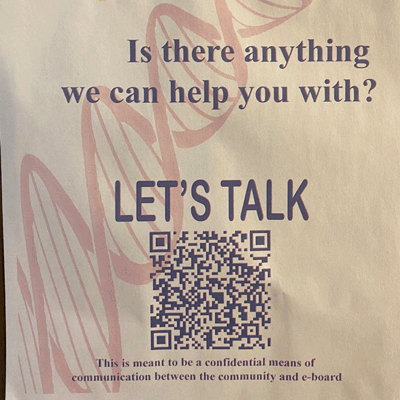 Is there anything
we can help you with?
LET'S TALK
This is meant to be a confidential means of
communication between the community and e-board